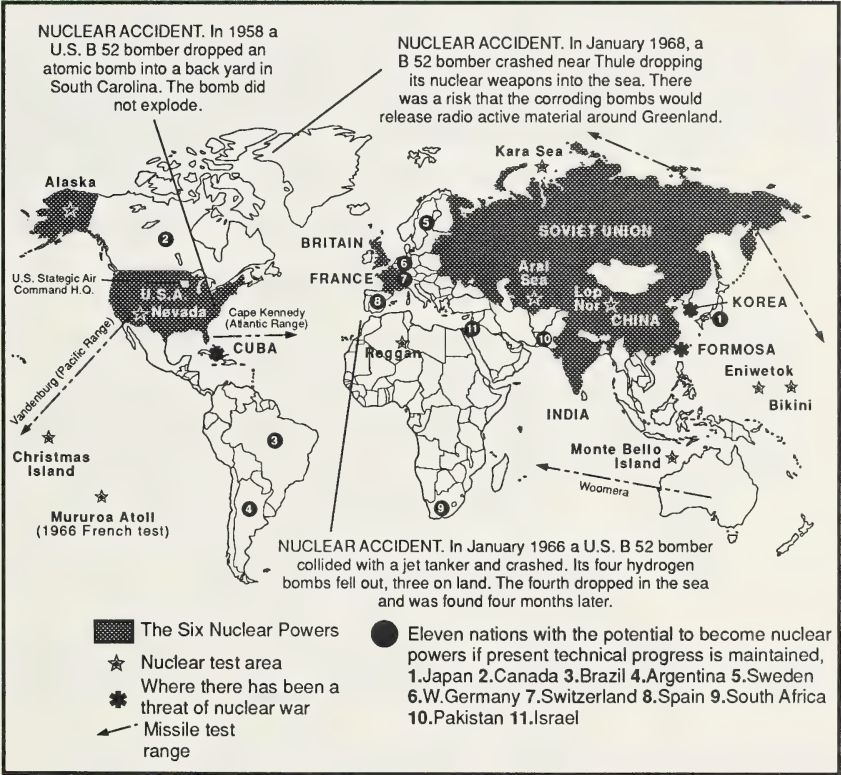 NUCLEAR ACCIDENT. In 1958 a
U.S. B 52 bomber dropped an
atomic bomb into a back yard in
South Carolina. The bomb did
not explode.
NUCLEAR ACCIDENT. In January 1968, a
B 52 bomber crashed near Thule dropping
its nuclear weapons into the sea. There
was a risk that the corroding bombs would
release radio active material around Greenland.
Kara Sea
Alaska
2
5
SOVIET UNION
BRITAIN
6
FRANCE
7
8
U.S. Stategic Air
Command H.Q.
U.S.A
Nevada
Cape Kennedy
(Atlantic Range)
CUBA
Vandenburg (Pacific Range)
Aral
Sea
Lop
Nor
CHINA
KOREA
1
11
10
Reggan
FORMOSA
Eniwetok
Bikini
INDIA
3
Christmas
Island
Monte Bello
Island
Woomera
4
9
Mururoa Atoll
(1966 French test)
NUCLEAR ACCIDENT. In January 1966 a U.S. B 52 bomber
collided with a jet tanker and crashed. Its four hydrogen
bombs fell out, three on land. The fourth dropped in the sea
and was found four months later.
The Six Nuclear Powers
Nuclear test area
Where there has been a
threat of nuclear war
Missile test
range
Eleven nations with the potential to become nuclear
powers if present technical progress is maintained,
1.Japan 2.Canada 3.Brazil 4.Argentina 5.Sweden
6.W.Germany 7.Switzerland 8.Spain 9.South Africa
10.Pakistan 11.Israel